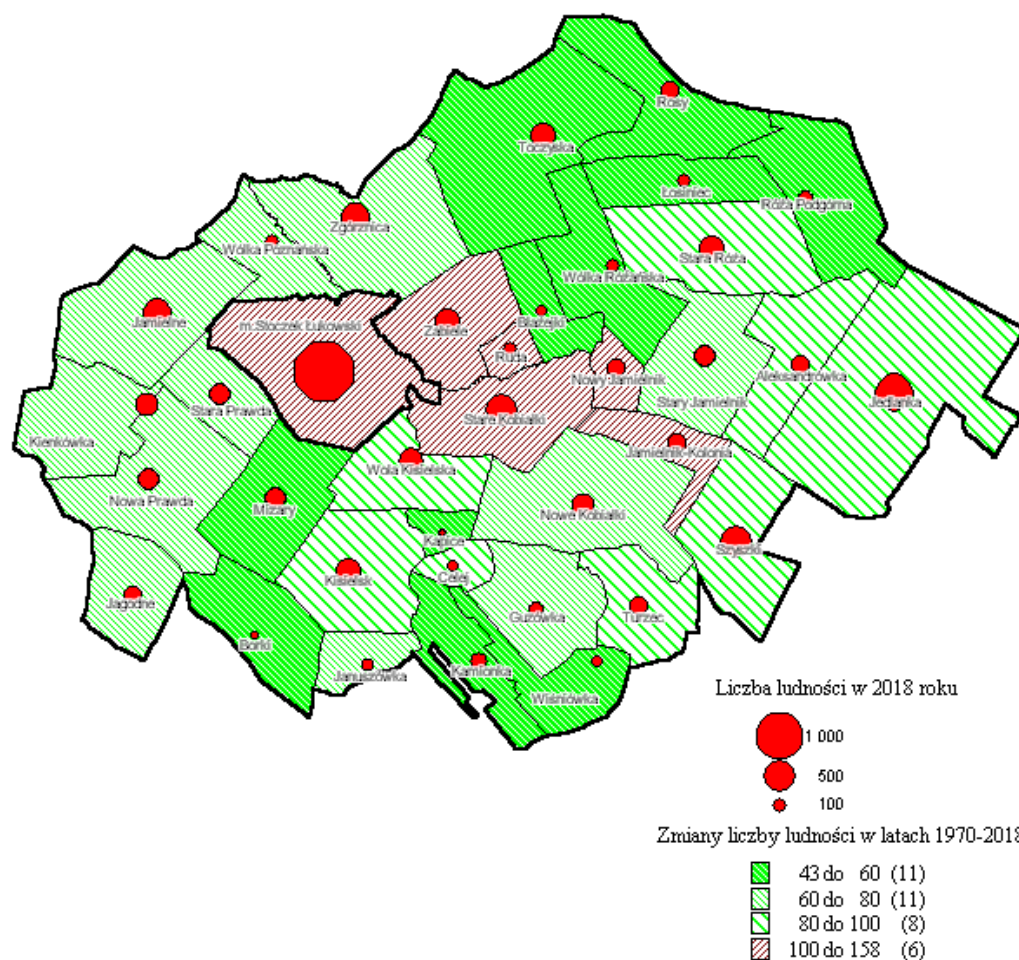 Rosy
Toczyska
Łosiniec
Róża Podgórna
Zgórznica
Wólka Poznańska
Stara Róża
Wólka Różańska
Jamielne
m.Stoczek Łukowski
Zabiele
Błażejki
Ruda
Nowy Jamielnik
Stary Jamielnik
Aleksandrówka
Jedlanka
Stara Prawda
Stare Kobiałki
Kienkówka
Jamielnik-Kolonia
Wola Kisielska
Nowa Prawda
Mizary
Nowe Kobiałki
Kapice
Szyszki
Celej
Kisielsk
Jagodne
Guzówka
Turzec
Borki
Januszówka
Kamionka
Wiśniówka
Liczba ludności w 2018 roku
1 000
500
100
Zmiany liczby ludności w latach 1970-2018
43 do 60 (11)
60 do 80 (11)
80 do 100 (8)
100 do 158 (6)